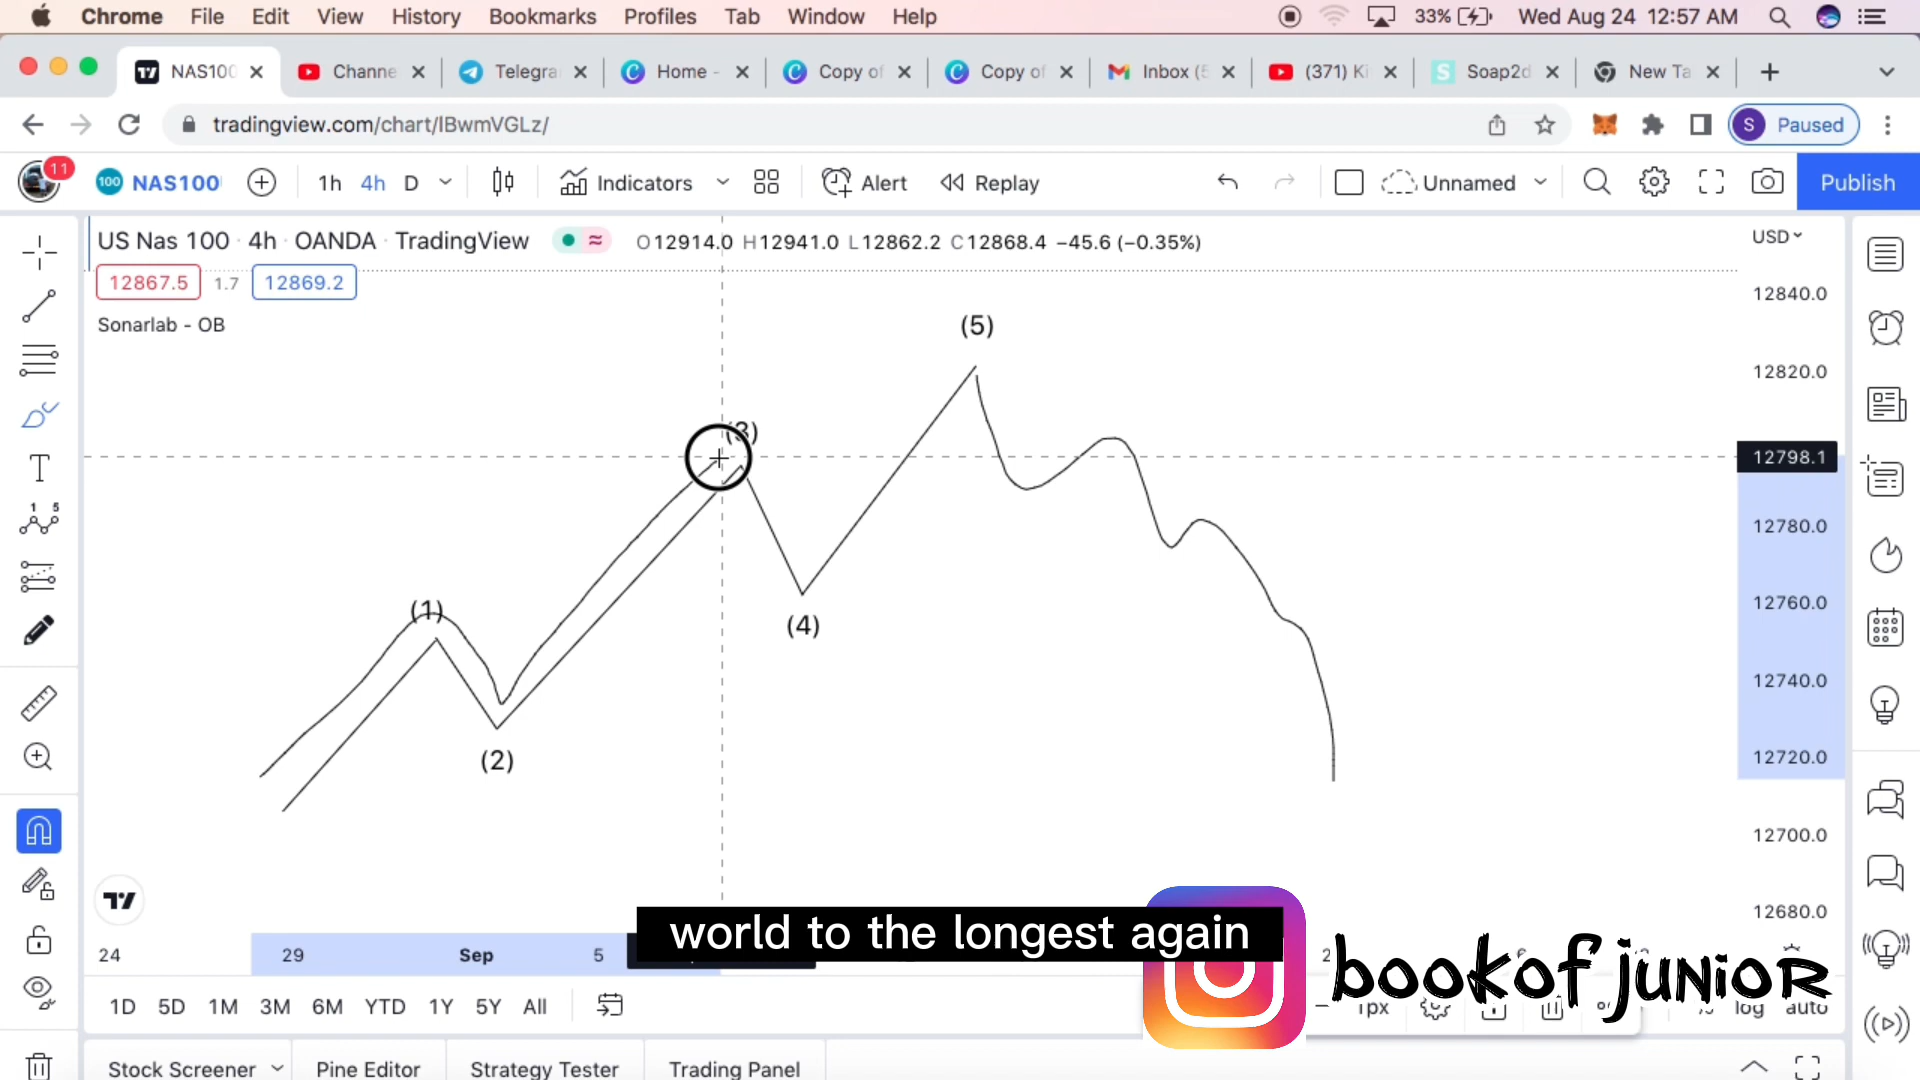 Chrome File Edit View History Bookmarks Profiles Tab Window Help 33% Wed Aug 24 12:57 AM
NAS100 Channe Telegra Home - Copy of Copy of Inbox (5 (371) Ki Soap2d New Ta
tradingview.com/chart/lBwmVGLz/ S Paused
11 100 NAS100 1h 4h D Indicators Alert Replay Unnamed Publish
US Nas 100 · 4h · OANDA · TradingView O12914.0 H12941.0 L12862.2 C12868.4 −45.6 (−0.35%) USD
12867.5 1.7 12869.2
12840.0
Sonarlab - OB
(5)
12820.0
(3)
12798.1
12780.0
(1)
12760.0
(4)
12740.0
(2)
12720.0
12700.0
12680.0
world to the longest again
24 29 Sep 5
bookofjunior
1D 5D 1M 3M 6M YTD 1Y 5Y All 1px log auto
Stock Screener Pine Editor Strategy Tester Trading Panel